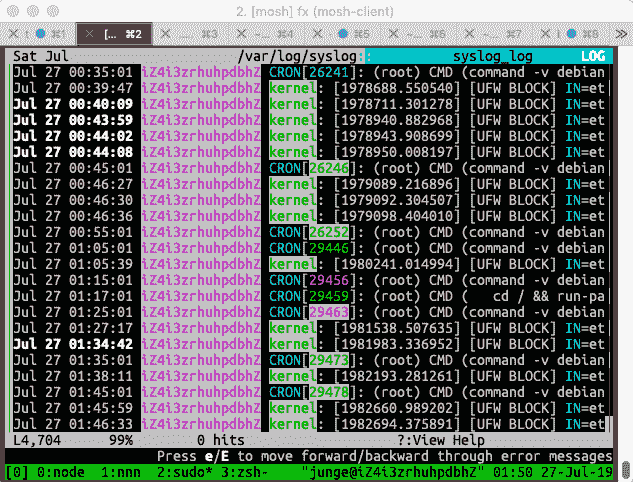 2. [mosh] fx (mosh-client)
× t ⌘1 × [... ⌘2 × ... ⌘3 × -... ⌘4 × ⌘5 × -... ⌘6 × -... ⌘7 × i ⌘8 »
Sat Jul /var/log/syslog:: syslog_log LOG
Jul 27 00:35:01 iZ4i3zrhuhpdbhZ CRON[26241]: (root) CMD (command -v debian
Jul 27 00:39:47 iZ4i3zrhuhpdbhZ kernel: [1978688.550540] [UFW BLOCK] IN=et
Jul 27 00:40:09 iZ4i3zrhuhpdbhZ kernel: [1978711.301278] [UFW BLOCK] IN=et
Jul 27 00:43:59 iZ4i3zrhuhpdbhZ kernel: [1978940.882968] [UFW BLOCK] IN=et
Jul 27 00:44:02 iZ4i3zrhuhpdbhZ kernel: [1978943.908699] [UFW BLOCK] IN=et
Jul 27 00:44:08 iZ4i3zrhuhpdbhZ kernel: [1978950.008197] [UFW BLOCK] IN=et
Jul 27 00:45:01 iZ4i3zrhuhpdbhZ CRON[26246]: (root) CMD (command -v debian
Jul 27 00:46:27 iZ4i3zrhuhpdbhZ kernel: [1979089.216896] [UFW BLOCK] IN=et
Jul 27 00:46:30 iZ4i3zrhuhpdbhZ kernel: [1979092.304507] [UFW BLOCK] IN=et
Jul 27 00:46:36 iZ4i3zrhuhpdbhZ kernel: [1979098.404010] [UFW BLOCK] IN=et
Jul 27 00:55:01 iZ4i3zrhuhpdbhZ CRON[26252]: (root) CMD (command -v debian
Jul 27 01:05:01 iZ4i3zrhuhpdbhZ CRON[29446]: (root) CMD (command -v debian
Jul 27 01:05:39 iZ4i3zrhuhpdbhZ kernel: [1980241.014994] [UFW BLOCK] IN=et
Jul 27 01:15:01 iZ4i3zrhuhpdbhZ CRON[29456]: (root) CMD (command -v debian
Jul 27 01:17:01 iZ4i3zrhuhpdbhZ CRON[29459]: (root) CMD ( cd / && run-pa
Jul 27 01:25:01 iZ4i3zrhuhpdbhZ CRON[29463]: (root) CMD (command -v debian
Jul 27 01:27:17 iZ4i3zrhuhpdbhZ kernel: [1981538.507635] [UFW BLOCK] IN=et
Jul 27 01:34:42 iZ4i3zrhuhpdbhZ kernel: [1981983.336952] [UFW BLOCK] IN=et
Jul 27 01:35:01 iZ4i3zrhuhpdbhZ CRON[29473]: (root) CMD (command -v debian
Jul 27 01:38:11 iZ4i3zrhuhpdbhZ kernel: [1982193.281261] [UFW BLOCK] IN=et
Jul 27 01:45:01 iZ4i3zrhuhpdbhZ CRON[29478]: (root) CMD (command -v debian
Jul 27 01:45:59 iZ4i3zrhuhpdbhZ kernel: [1982660.989202] [UFW BLOCK] IN=et
Jul 27 01:46:33 iZ4i3zrhuhpdbhZ kernel: [1982694.375891] [UFW BLOCK] IN=et
L4,704 99% 0 hits ?:View Help
Press e/E to move forward/backward through error messages
[0] 0:node 1:nnn 2:sudo* 3:zsh- "junge@iZ4i3zrhuhpdbhZ" 01:50 27-Jul-19